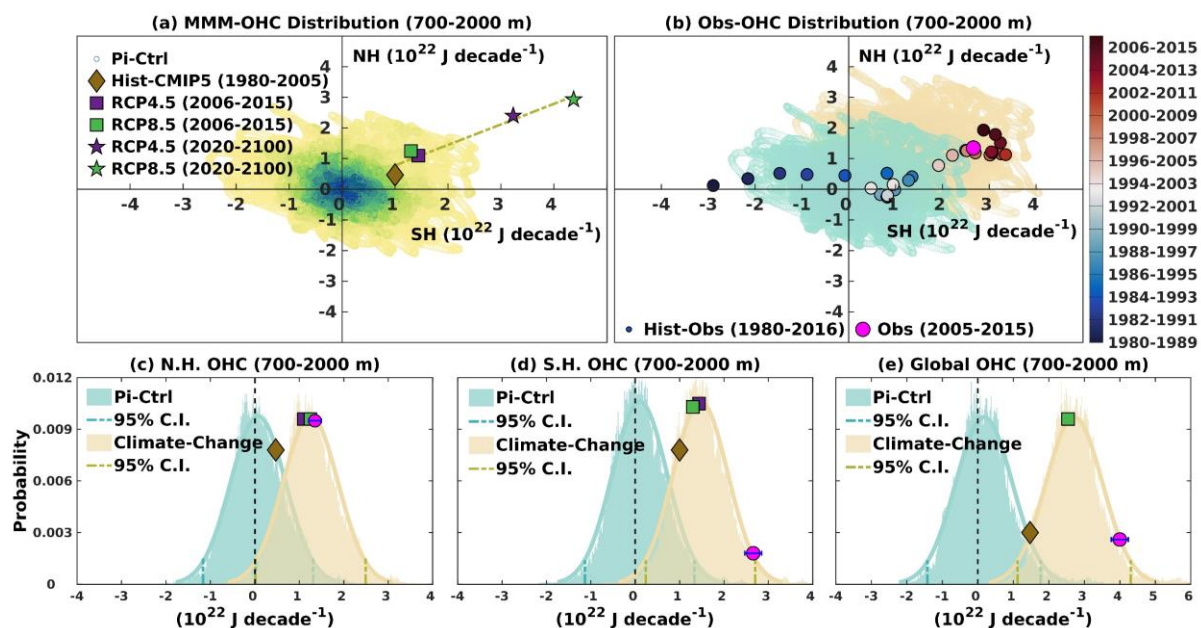 (a) MMM-OHC Distribution (700-2000 m)
NH (10²² J decade⁻¹)
Pi-Ctrl
Hist-CMIP5 (1980-2005)
RCP4.5 (2006-2015)
RCP8.5 (2006-2015)
RCP4.5 (2020-2100)
RCP8.5 (2020-2100)
SH (10²² J decade⁻¹)
4
3
2
1
0
-1
-2
-3
-4
-4 -3 -2 -1 0 1 2 3 4
(b) Obs-OHC Distribution (700-2000 m)
NH (10²² J decade⁻¹)
SH (10²² J decade⁻¹)
4
3
2
1
0
-1
-2
-3
-4
-4 -3 -2 -1 0 1 2 3 4
Hist-Obs (1980-2016) Obs (2005-2015)
2006-2015
2004-2013
2002-2011
2000-2009
1998-2007
1996-2005
1994-2003
1992-2001
1990-1999
1988-1997
1986-1995
1984-1993
1982-1991
1980-1989
(c) N.H. OHC (700-2000 m)
Probability
0.012
0.009
0.006
0.003
0
Pi-Ctrl
95% C.I.
Climate-Change
95% C.I.
-4 -3 -2 -1 0 1 2 3 4
(10²² J decade⁻¹)
(d) S.H. OHC (700-2000 m)
Pi-Ctrl
95% C.I.
Climate-Change
95% C.I.
-4 -3 -2 -1 0 1 2 3 4
(10²² J decade⁻¹)
(e) Global OHC (700-2000 m)
Pi-Ctrl
95% C.I.
Climate-Change
95% C.I.
-4 -3 -2 -1 0 1 2 3 4 5 6
(10²² J decade⁻¹)